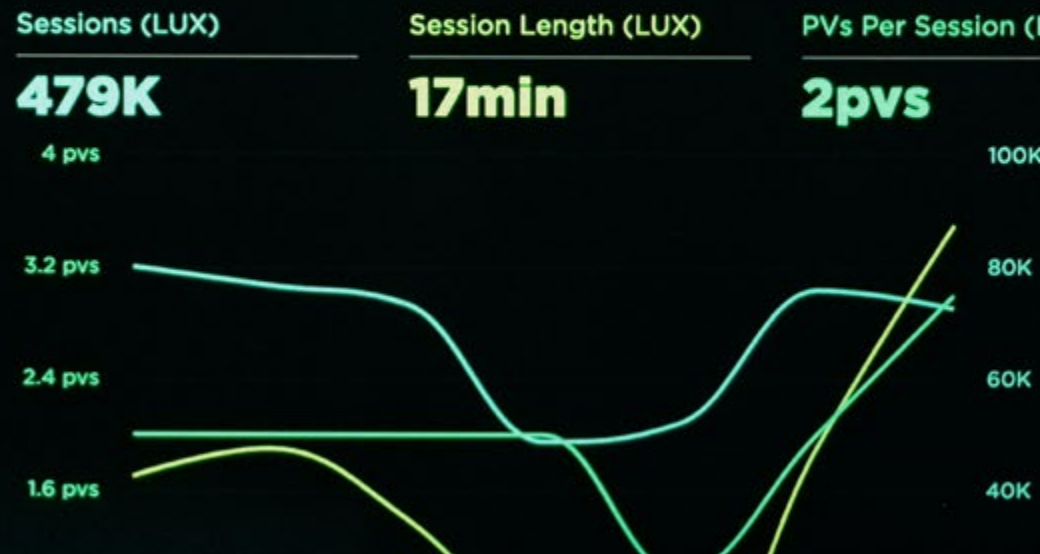 Sessions (LUX)
Session Length (LUX)
PVs Per Session (
479K
17min
2pvs
4 pvs
100K
3.2 pvs
80K
2.4 pvs
60K
1.6 pvs
40K